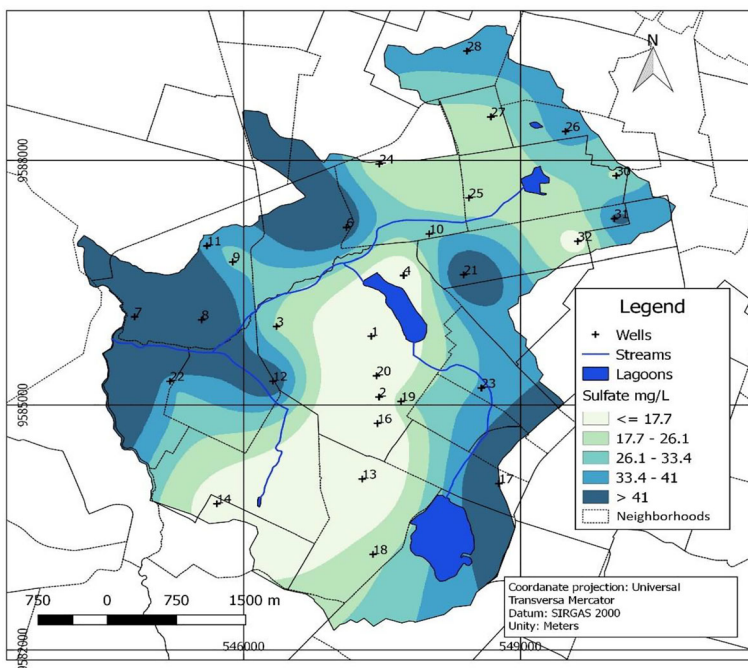 28
N
27
26
9588000
24
30
25
31
6
10
32
11
9
21
4
Legend
Wells
Streams
Lagoons
Sulfate mg/L
<= 17.7
17.7 - 26.1
26.1 - 33.4
33.4 - 41
> 41
Neighborhoods
7
8
3
1
22
12
20
23
2
19
9585000
16
13
17
14
18
Coordanate projection: Universal
Transversa Mercator
Datum: SIRGAS 2000
Unity: Meters
750 0 750 1500 m
9582000
546000
549000